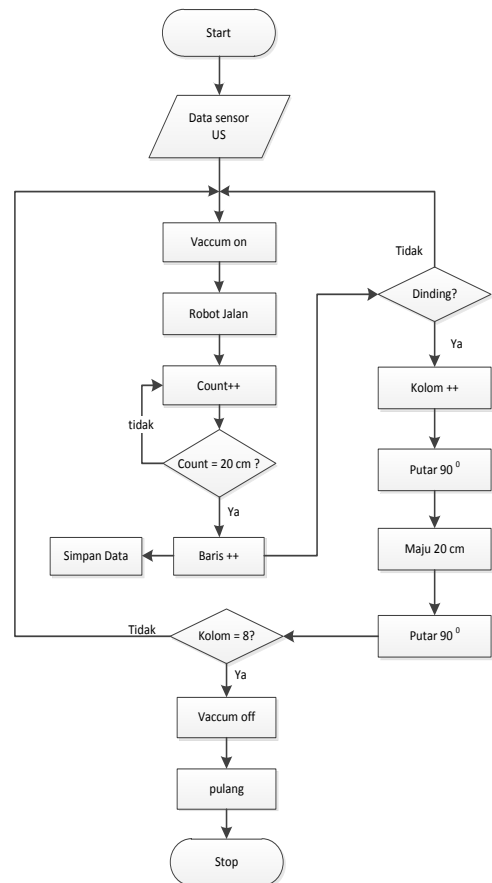 Start
Data sensor
US
Vaccum on
Robot Jalan
Count++
tidak
Count = 20 cm ?
Ya
Simpan Data
Baris ++
Tidak
Dinding?
Ya
Kolom ++
Putar 90 ⁰
Maju 20 cm
Putar 90 ⁰
Tidak
Kolom = 8?
Ya
Vaccum off
pulang
Stop